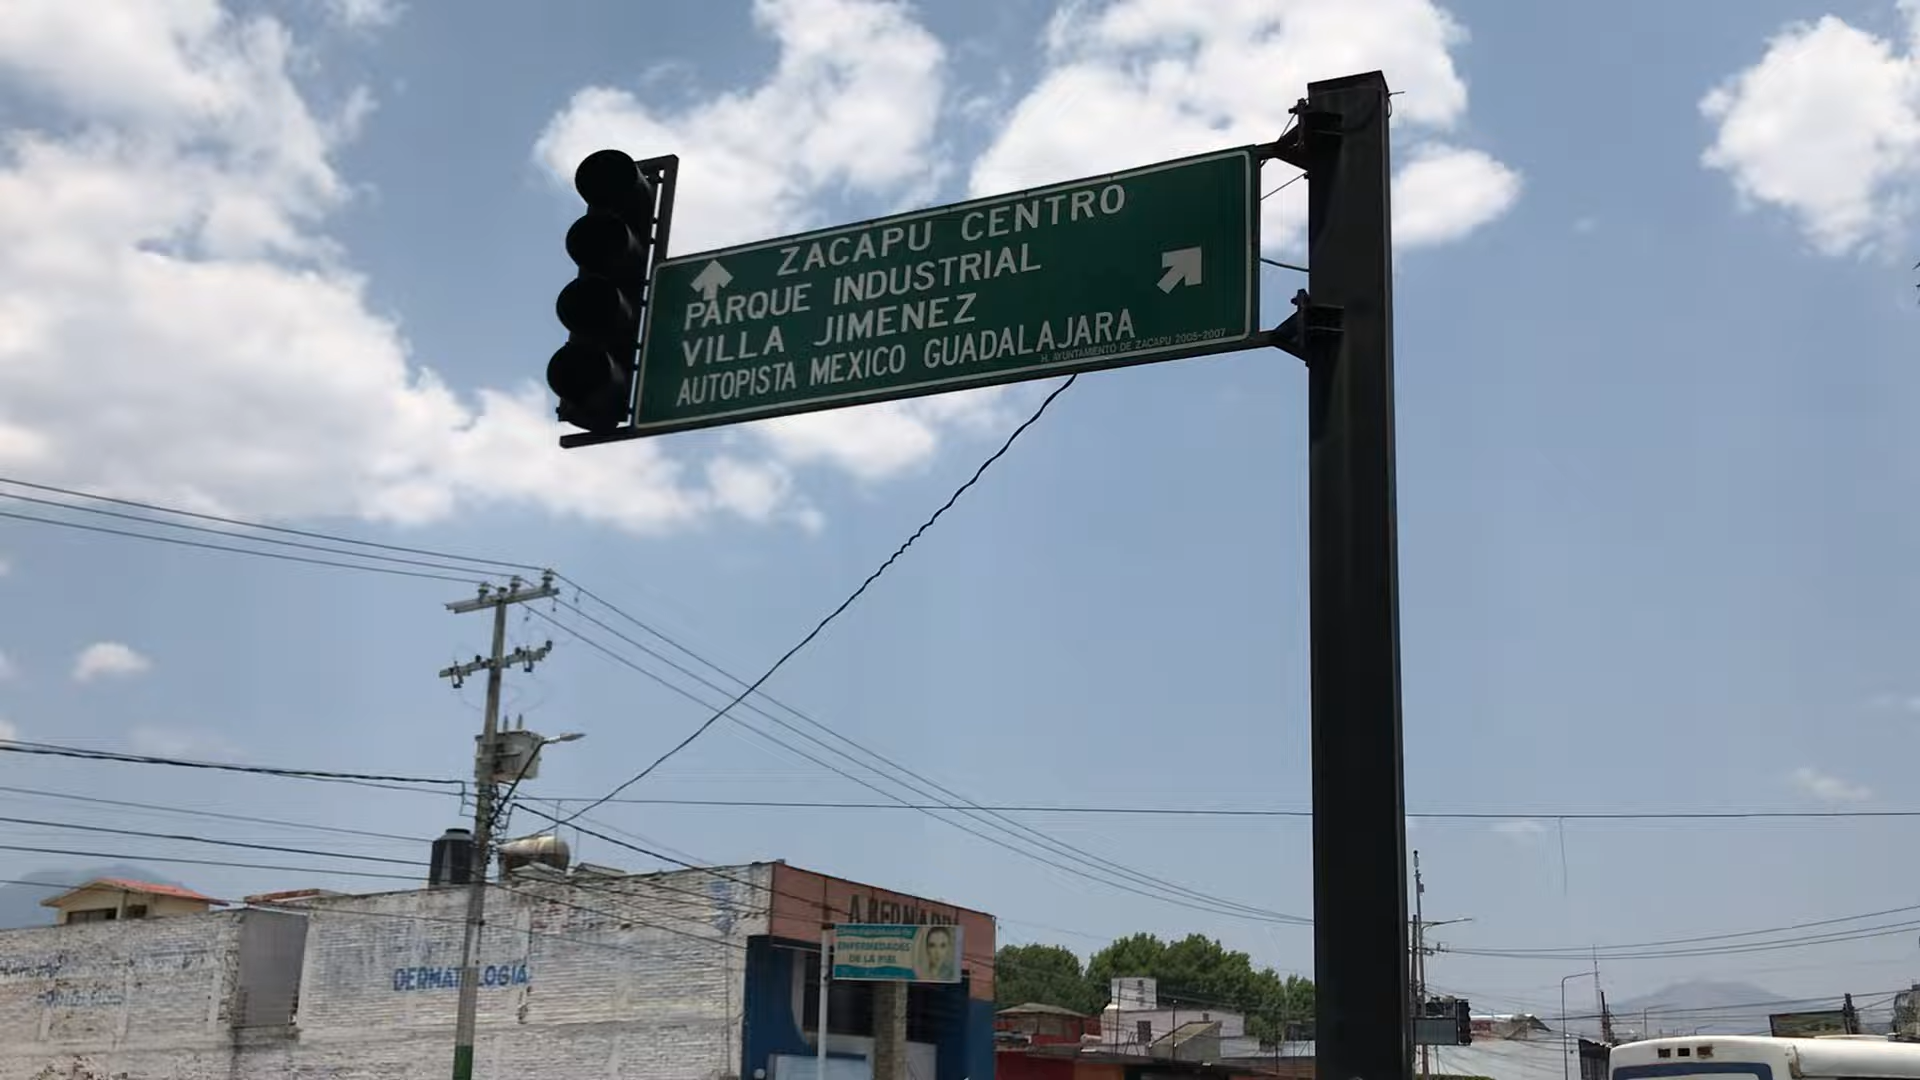 ZACAPU CENTRO
PARQUE INDUSTRIAL
VILLA JIMENEZ
AUTOPISTA MEXICO GUADALAJARA
H. AYUNTAMIENTO DE ZACAPU 2005-2007
ENFERMEDADES
DE LA PIEL
DERMATOLOGIA